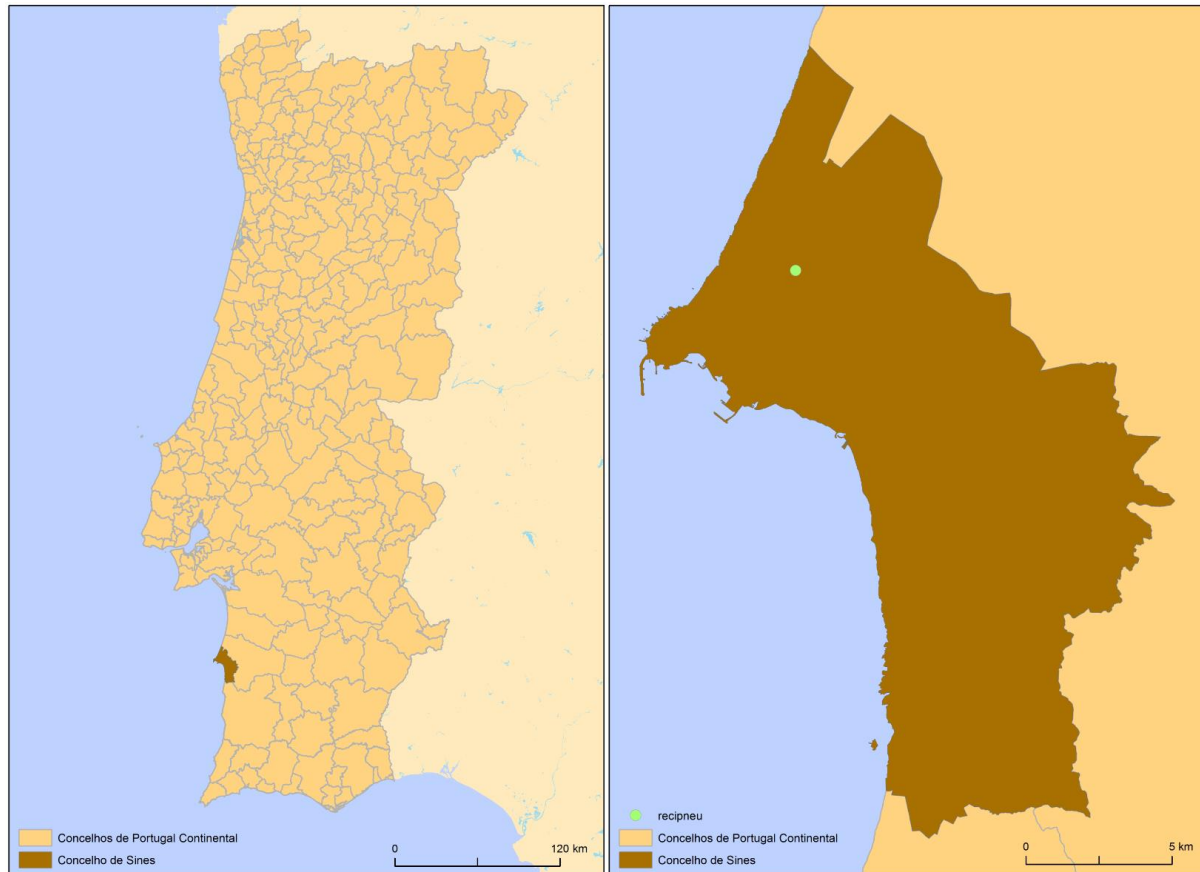 Concelhos de Portugal Continental
Concelho de Sines
0 120 km
recipneu
Concelhos de Portugal Continental
Concelho de Sines
0 5 km